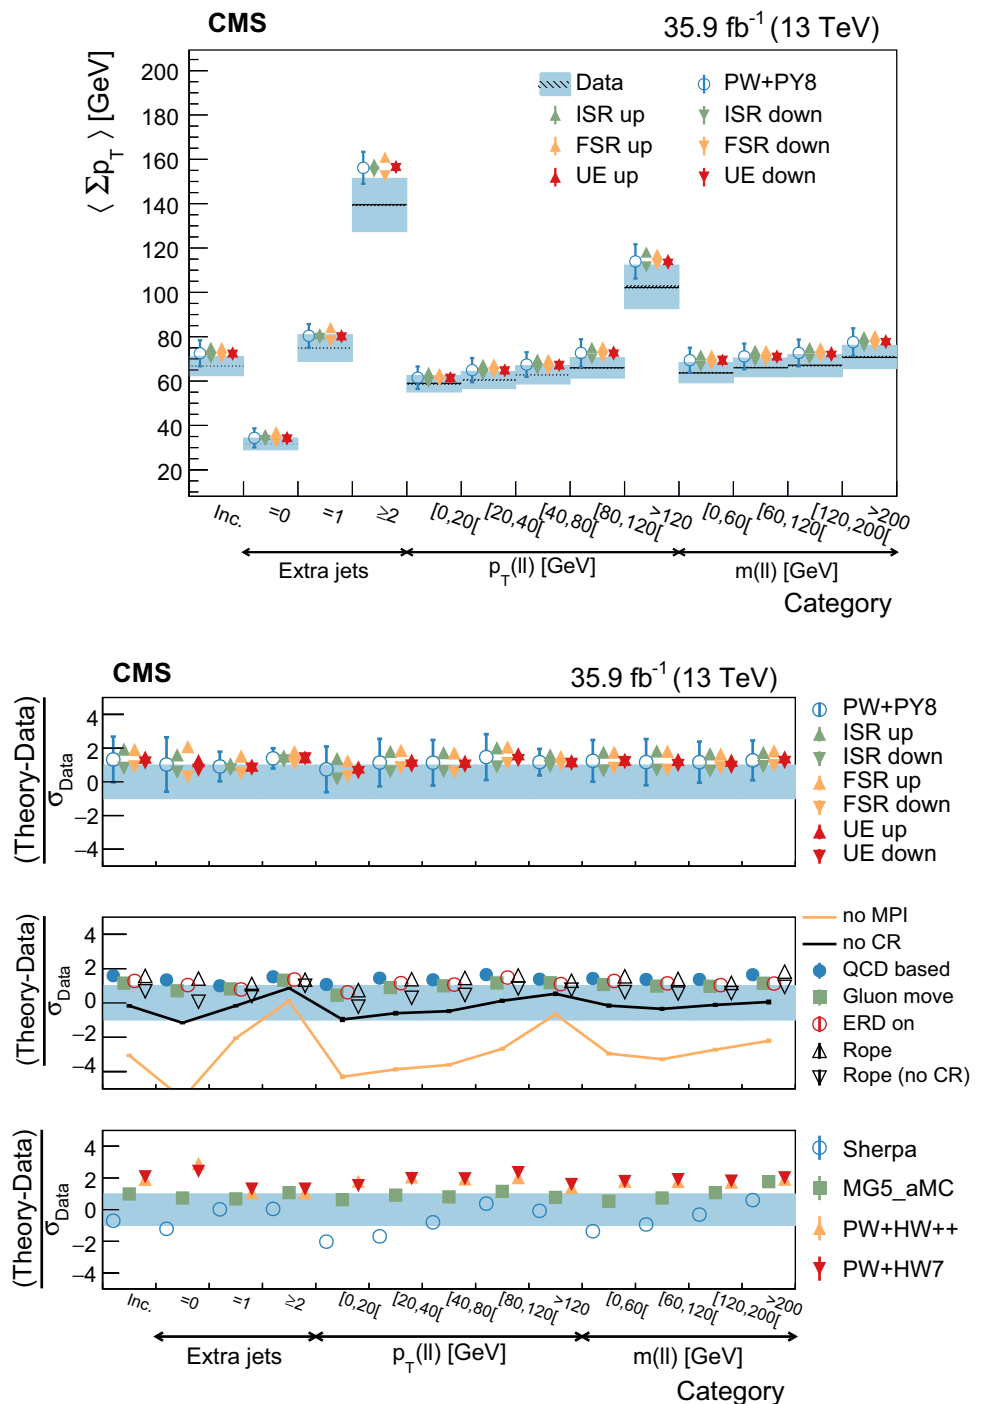 CMS 35.9 fb⁻¹ (13 TeV)
⟨ Σp_T ⟩ [GeV]
200
180
160
140
120
100
80
60
40
20
Data PW+PY8
ISR up ISR down
FSR up FSR down
UE up UE down
Inc. =0 =1 ≥2 [0,20[ [20,40[ [40,80[ [80,120[ >120 [0,60[ [60,120[ [120,200[ >200
Extra jets p_T(ll) [GeV] m(ll) [GeV]
Category
CMS 35.9 fb⁻¹ (13 TeV)
(Theory-Data)
σ_Data
4
2
0
−2
−4
PW+PY8
ISR up
ISR down
FSR up
FSR down
UE up
UE down
(Theory-Data)
σ_Data
4
2
0
−2
−4
no MPI
no CR
QCD based
Gluon move
ERD on
Rope
Rope (no CR)
(Theory-Data)
σ_Data
4
2
0
−2
−4
Sherpa
MG5_aMC
PW+HW++
PW+HW7
Inc. =0 =1 ≥2 [0,20[ [20,40[ [40,80[ [80,120[ >120 [0,60[ [60,120[ [120,200[ >200
Extra jets p_T(ll) [GeV] m(ll) [GeV]
Category